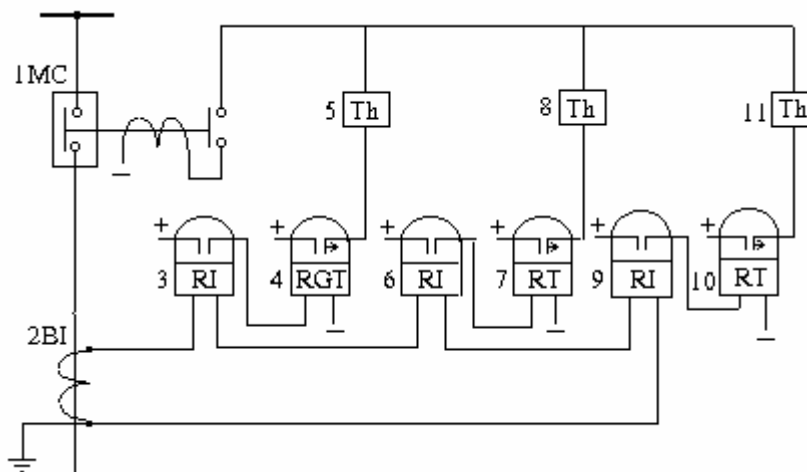 1MC
5 Th
8 Th
11 Th
+ + + + + +
3 RI
4 RGT
6 RI
7 RT
9 RI
10 RT
2BI